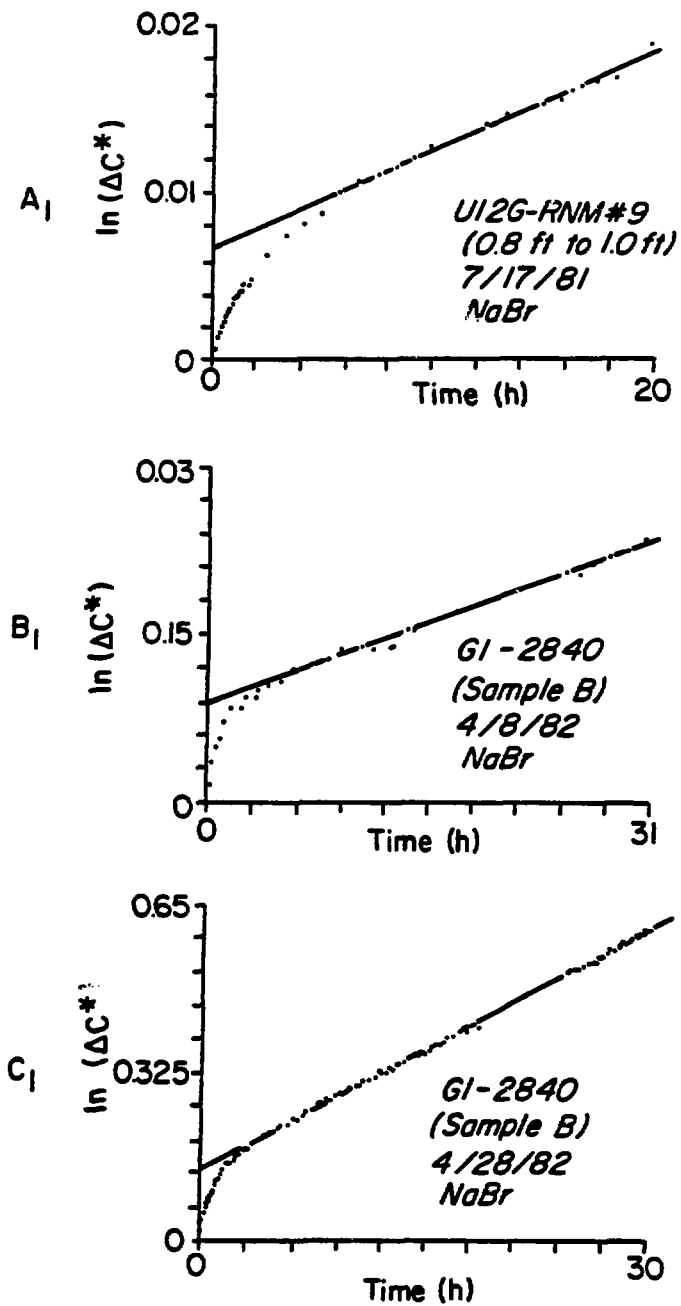 A1
ln (ΔC*)
0.02
0.01
0
U12G-RNM#9
(0.8 ft to 1.0 ft)
7/17/81
NaBr
0
Time (h)
20
B1
ln (ΔC*)
0.03
0.15
0
G1-2840
(Sample B)
4/8/82
NaBr
0
Time (h)
31
C1
ln (ΔC*
0.65
0.325
0
G1-2840
(Sample B)
4/28/82
NaBr
0
Time (h)
30